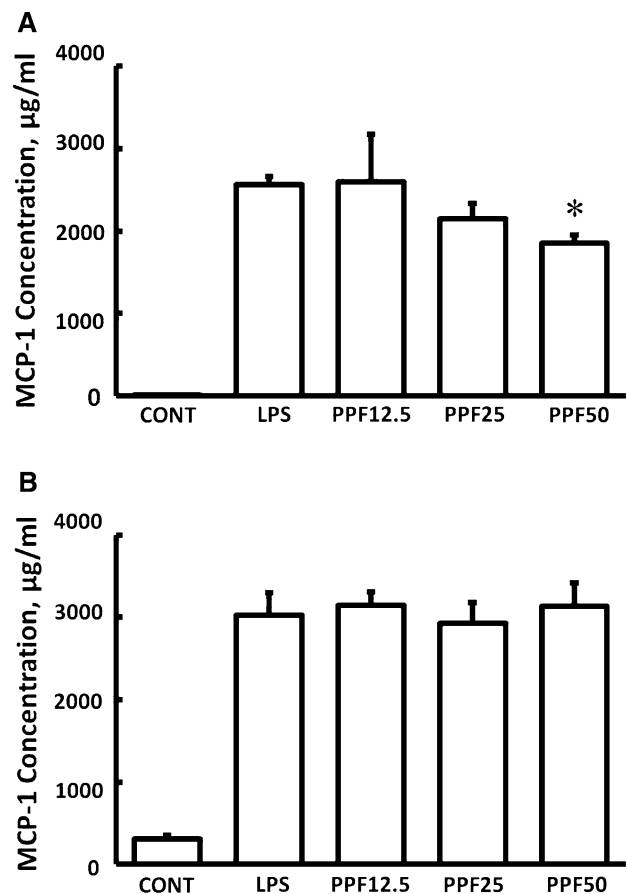 A
MCP-1 Concentration, µg/ml
4000
3000
2000
1000
0
*
CONT LPS PPF12.5 PPF25 PPF50
B
MCP-1 Concentration, µg/ml
4000
3000
2000
1000
0
CONT LPS PPF12.5 PPF25 PPF50